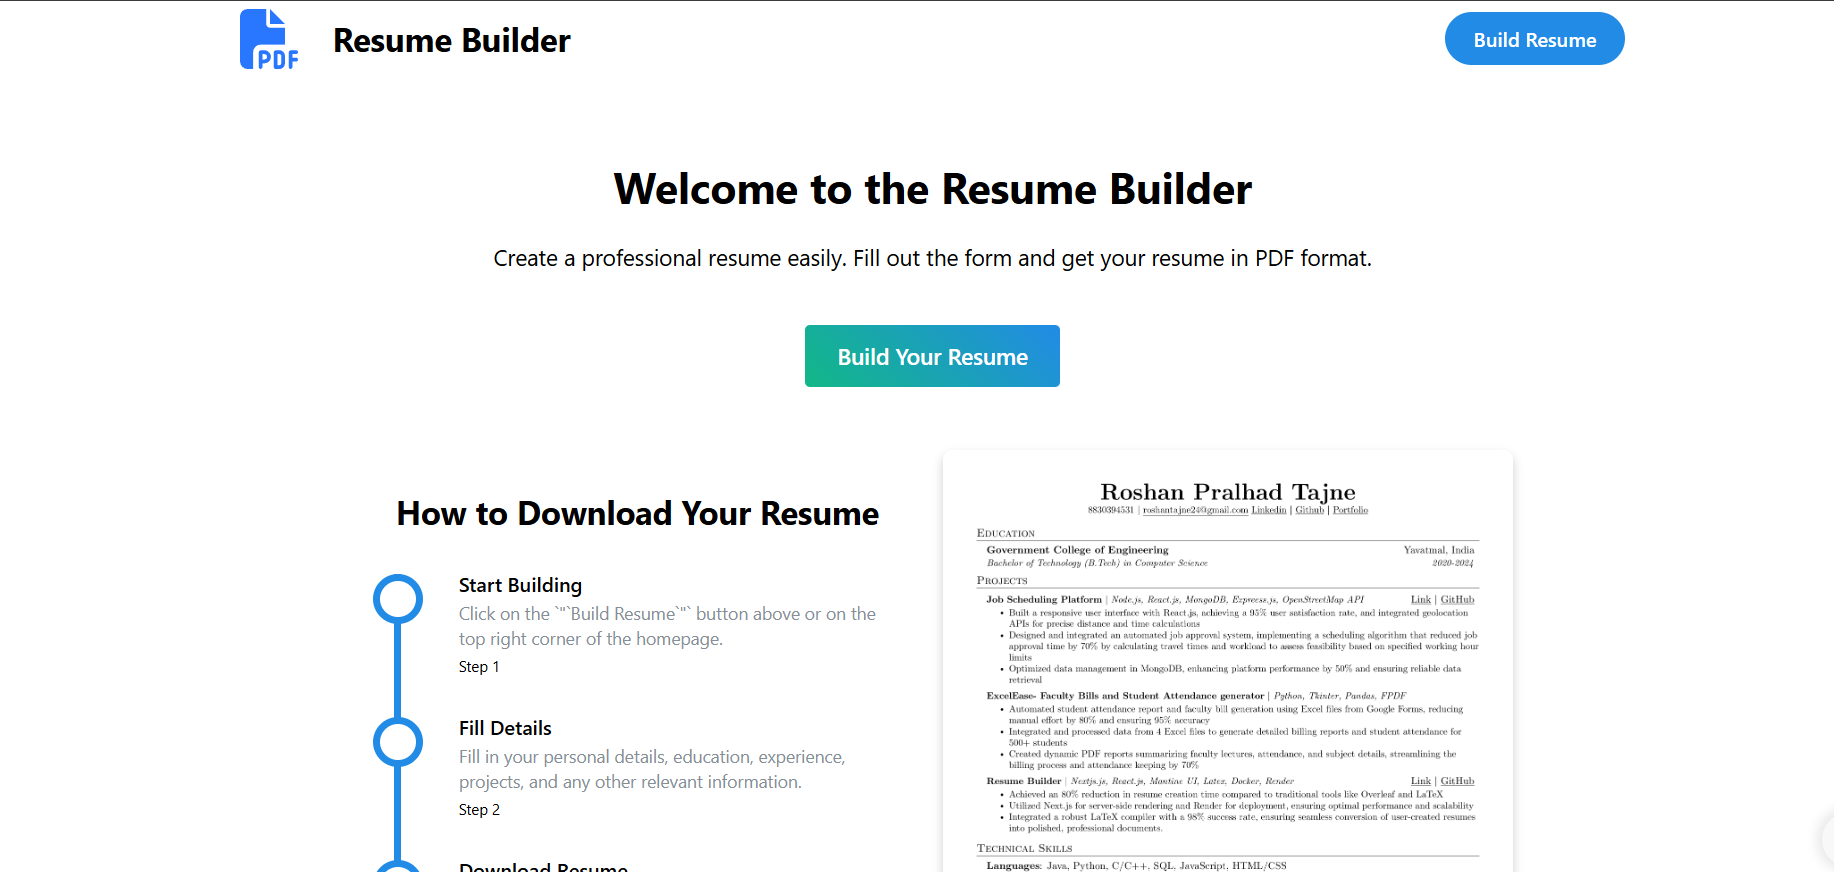 PDF
Resume Builder
Build Resume
Welcome to the Resume Builder
Create a professional resume easily. Fill out the form and get your resume in PDF format.
Build Your Resume
How to Download Your Resume
Start Building
Click on the `"`Build Resume`"` button above or on the
top right corner of the homepage.
Step 1
Fill Details
Fill in your personal details, education, experience,
projects, and any other relevant information.
Step 2
Download Resume
Roshan Pralhad Tajne
8830394531 | roshantajne24@gmail.com Linkedin | Github | Portfolio
Education
Government College of Engineering Yavatmal, India
Bachelor of Technology (B.Tech) in Computer Science 2020-2024
Projects
Job Scheduling Platform | Node.js, React.js, MongoDB, Express.js, OpenStreetMap API Link | GitHub
• Built a responsive user interface with React.js, achieving a 95% user satisfaction rate, and integrated geolocation
APIs for precise distance and time calculations
• Designed and integrated an automated job approval system, implementing a scheduling algorithm that reduced job
approval time by 70% by calculating travel times and workload to assess feasibility based on specified working hour
limits
• Optimized data management in MongoDB, enhancing platform performance by 50% and ensuring reliable data
retrieval
ExcelEase- Faculty Bills and Student Attendance generator | Python, Tkinter, Pandas, FPDF
• Automated student attendance report and faculty bill generation using Excel files from Google Forms, reducing
manual effort by 80% and ensuring 95% accuracy
• Integrated and processed data from 4 Excel files to generate detailed billing reports and student attendance for
500+ students
• Created dynamic PDF reports summarizing faculty lectures, attendance, and subject details, streamlining the
billing process and attendance keeping by 70%
Resume Builder | Nextjs.js, React.js, Mantine UI, Latex, Docker, Render Link | GitHub
• Achieved an 80% reduction in resume creation time compared to traditional tools like Overleaf and LaTeX
• Utilized Next.js for server-side rendering and Render for deployment, ensuring optimal performance and scalability
• Integrated a robust LaTeX compiler with a 98% success rate, ensuring seamless conversion of user-created resumes
into polished, professional documents.
Technical Skills
Languages: Java, Python, C/C++, SQL, JavaScript, HTML/CSS